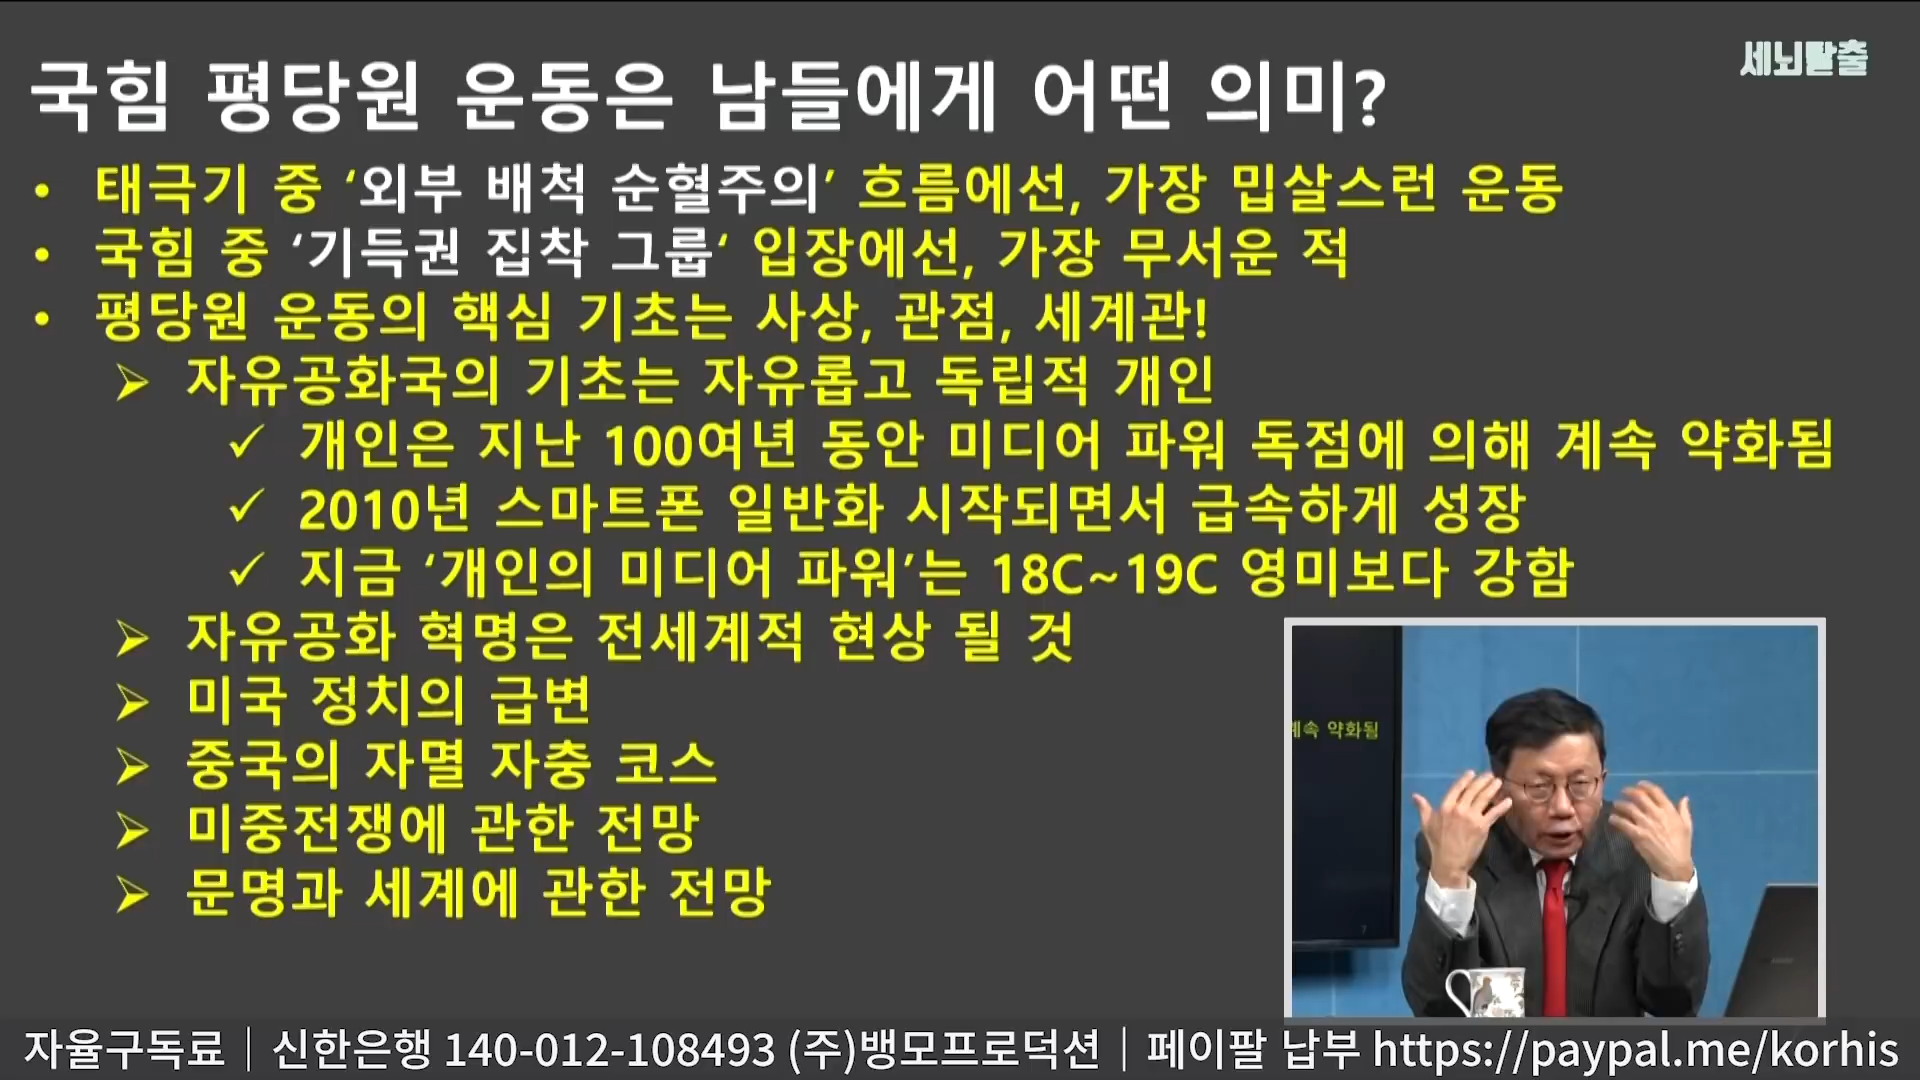 국힘 평당원 운동은 남들에게 어떤 의미?
세뇌탈출
• 태극기 중 ‘외부 배척 순혈주의’ 흐름에선, 가장 밉살스런 운동
• 국힘 중 ‘기득권 집착 그룹‘ 입장에선, 가장 무서운 적
• 평당원 운동의 핵심 기초는 사상, 관점, 세계관!
➢ 자유공화국의 기초는 자유롭고 독립적 개인
✓ 개인은 지난 100여년 동안 미디어 파워 독점에 의해 계속 약화됨
✓ 2010년 스마트폰 일반화 시작되면서 급속하게 성장
✓ 지금 ‘개인의 미디어 파워’는 18C~19C 영미보다 강함
➢ 자유공화 혁명은 전세계적 현상 될 것
➢ 미국 정치의 급변
➢ 중국의 자멸 자충 코스
➢ 미중전쟁에 관한 전망
➢ 문명과 세계에 관한 전망
계속 약화됨
7
자율구독료｜신한은행 140-012-108493 (주)뱅모프로덕션｜페이팔 납부 https://paypal.me/korhis